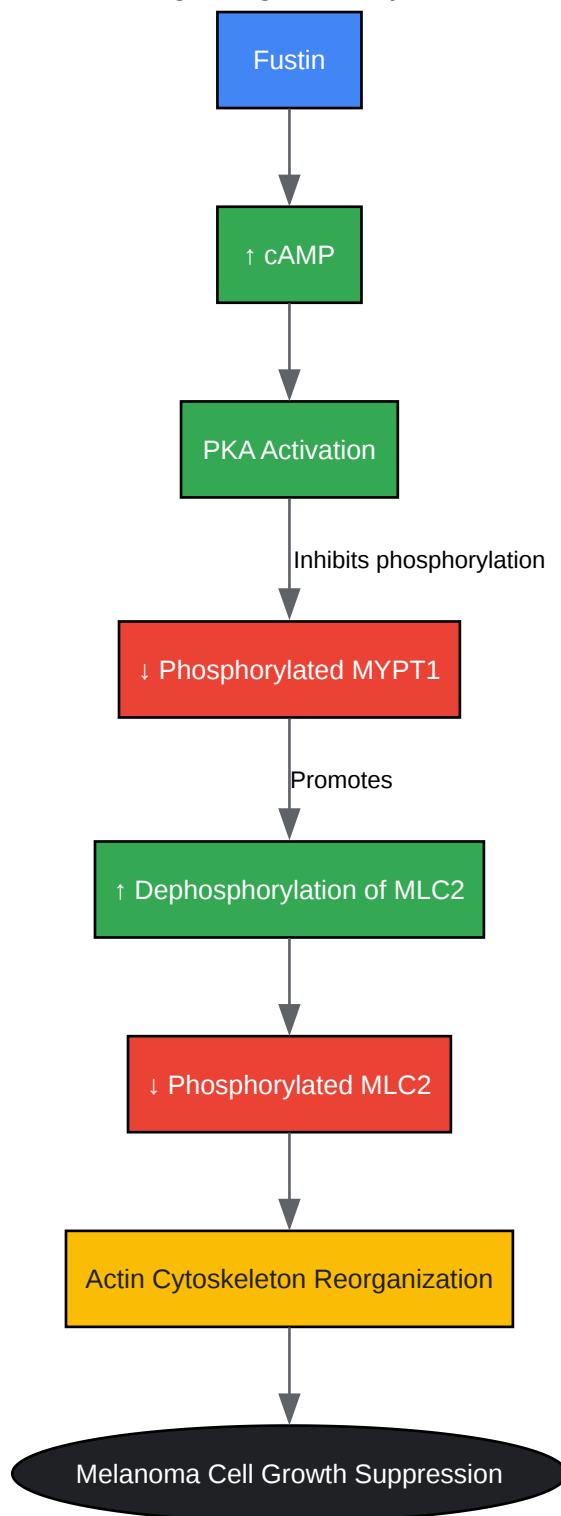 Fustin
↑ cAMP
PKA Activation
Inhibits phosphorylation
↓ Phosphorylated MYPT1
Promotes
↑ Dephosphorylation of MLC2
↓ Phosphorylated MLC2
Actin Cytoskeleton Reorganization
Melanoma Cell Growth Suppression